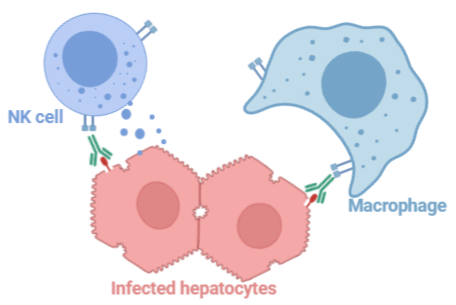 NK cell
Macrophage
Infected hepatocytes